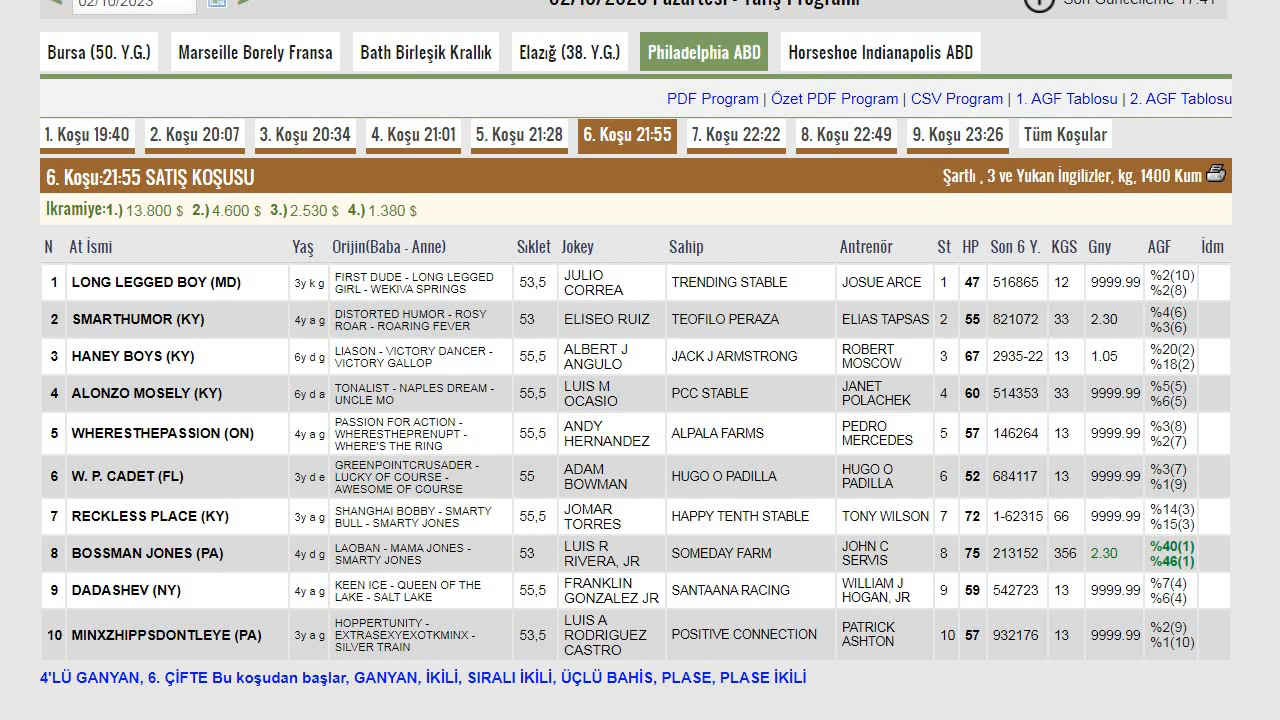 02/10/2023 02/10/2023 Pazartesi - Yarış Programı Son Güncelleme 17:41
Bursa (50. Y.G.) Marseille Borely Fransa Bath Birleşik Krallık Elazığ (38. Y.G.) Philadelphia ABD Horseshoe Indianapolis ABD
PDF Program | Özet PDF Program | CSV Program | 1. AGF Tablosu | 2. AGF Tablosu
1. Koşu 19:40 2. Koşu 20:07 3. Koşu 20:34 4. Koşu 21:01 5. Koşu 21:28 6. Koşu 21:55 7. Koşu 22:22 8. Koşu 22:49 9. Koşu 23:26 Tüm Koşular
6. Koşu:21:55 SATIŞ KOŞUSU Şartlı , 3 ve Yukarı İngilizler, kg, 1400 Kum
İkramiye:1.) 13.800 $ 2.) 4.600 $ 3.) 2.530 $ 4.) 1.380 $
N At İsmi Yaş Orijin(Baba - Anne) Sıklet Jokey Sahip Antrenör St HP Son 6 Y. KGS Gny AGF İdm
1 LONG LEGGED BOY (MD) 3y k g FIRST DUDE - LONG LEGGED GIRL - WEKIVA SPRINGS 53,5 JULIO CORREA TRENDING STABLE JOSUE ARCE 1 47 516865 12 9999.99 %2(10) %2(8)
2 SMARTHUMOR (KY) 4y a g DISTORTED HUMOR - ROSY ROAR - ROARING FEVER 53 ELISEO RUIZ TEOFILO PERAZA ELIAS TAPSAS 2 55 821072 33 2.30 %4(6) %3(6)
3 HANEY BOYS (KY) 6y d g LIASON - VICTORY DANCER - VICTORY GALLOP 55,5 ALBERT J ANGULO JACK J ARMSTRONG ROBERT MOSCOW 3 67 2935-22 13 1.05 %20(2) %18(2)
4 ALONZO MOSELY (KY) 6y d a TONALIST - NAPLES DREAM - UNCLE MO 55,5 LUIS M OCASIO PCC STABLE JANET POLACHEK 4 60 514353 33 9999.99 %5(5) %6(5)
5 WHERESTHEPASSION (ON) 4y a g PASSION FOR ACTION - WHERESTHEPRENUPT - WHERE'S THE RING 55,5 ANDY HERNANDEZ ALPALA FARMS PEDRO MERCEDES 5 57 146264 13 9999.99 %3(8) %2(7)
6 W. P. CADET (FL) 3y d e GREENPOINTCRUSADER - LUCKY OF COURSE - AWESOME OF COURSE 55 ADAM BOWMAN HUGO O PADILLA HUGO O PADILLA 6 52 684117 13 9999.99 %3(7) %1(9)
7 RECKLESS PLACE (KY) 3y a g SHANGHAI BOBBY - SMARTY BULL - SMARTY JONES 55,5 JOMAR TORRES HAPPY TENTH STABLE TONY WILSON 7 72 1-62315 66 9999.99 %14(3) %15(3)
8 BOSSMAN JONES (PA) 4y d g LAOBAN - MAMA JONES - SMARTY JONES 53 LUIS R RIVERA, JR SOMEDAY FARM JOHN C SERVIS 8 75 213152 356 2.30 %40(1) %46(1)
9 DADASHEV (NY) 4y a g KEEN ICE - QUEEN OF THE LAKE - SALT LAKE 55,5 FRANKLIN GONZALEZ JR SANTAANA RACING WILLIAM J HOGAN, JR 9 59 542723 13 9999.99 %7(4) %6(4)
10 MINXZHIPPSDONTLEYE (PA) 3y a g HOPPERTUNITY - EXTRASEXYEXOTKMINX - SILVER TRAIN 53,5 LUIS A RODRIGUEZ CASTRO POSITIVE CONNECTION PATRICK ASHTON 10 57 932176 13 9999.99 %2(9) %1(10)
4'LÜ GANYAN, 6. ÇİFTE Bu koşudan başlar, GANYAN, İKİLİ, SIRALI İKİLİ, ÜÇLÜ BAHİS, PLASE, PLASE İKİLİ